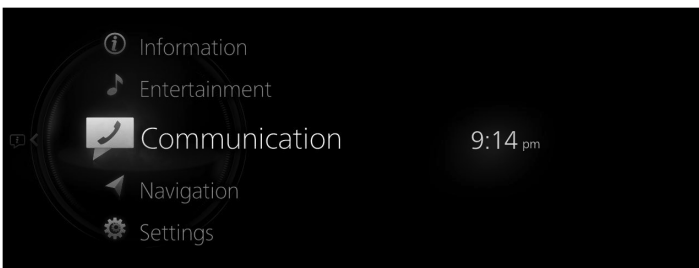 Information
Entertainment
Communication
9:14 pm
Navigation
Settings